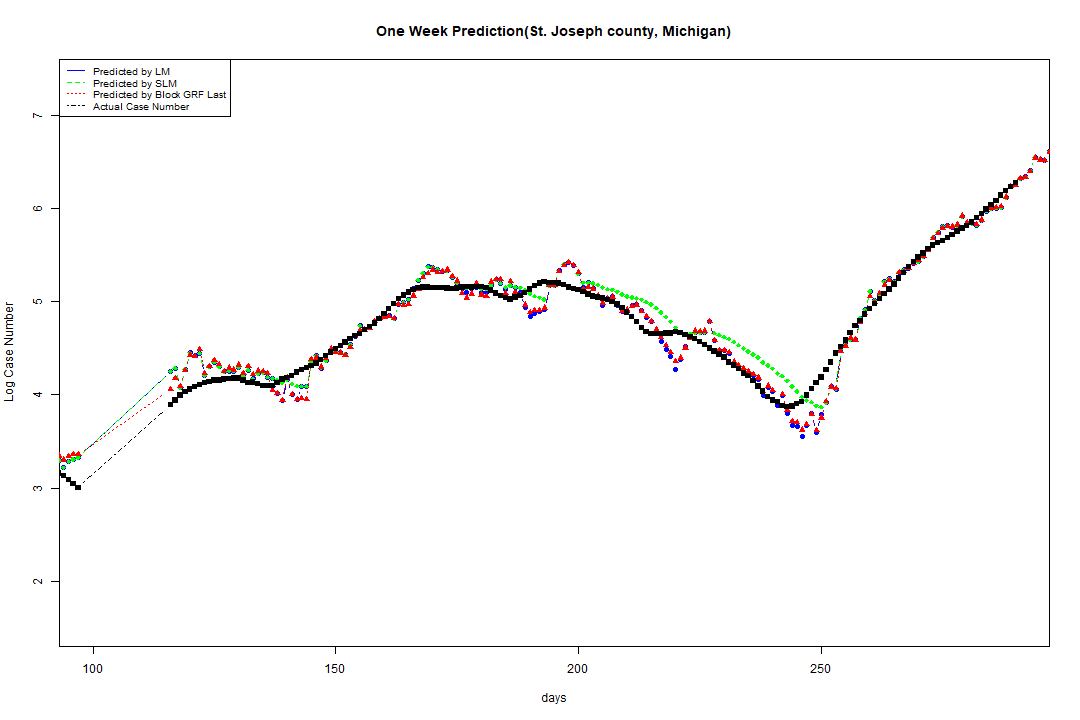 One Week Prediction(St. Joseph county, Michigan)
Predicted by LM
Predicted by SLM
Predicted by Block GRF Last
Actual Case Number
7
6
5
4
3
2
Log Case Number
100 150 200 250
days